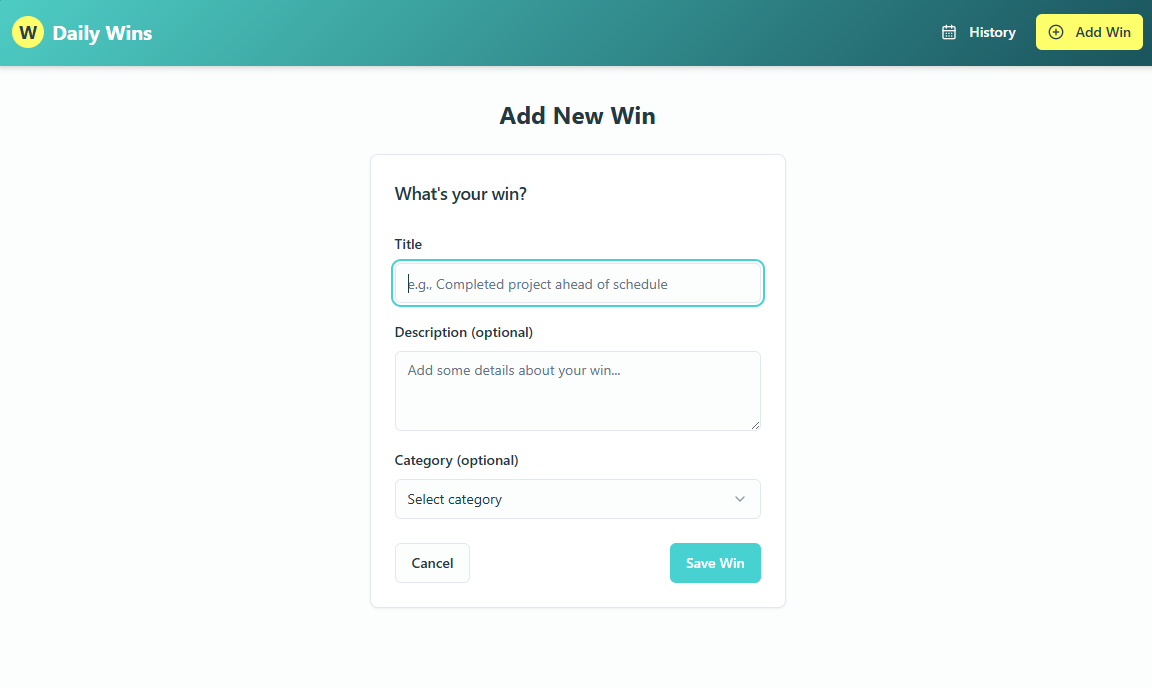 W Daily Wins
History
Add Win
Add New Win
What's your win?
Title
e.g., Completed project ahead of schedule
Description (optional)
Add some details about your win...
Category (optional)
Select category
Cancel
Save Win